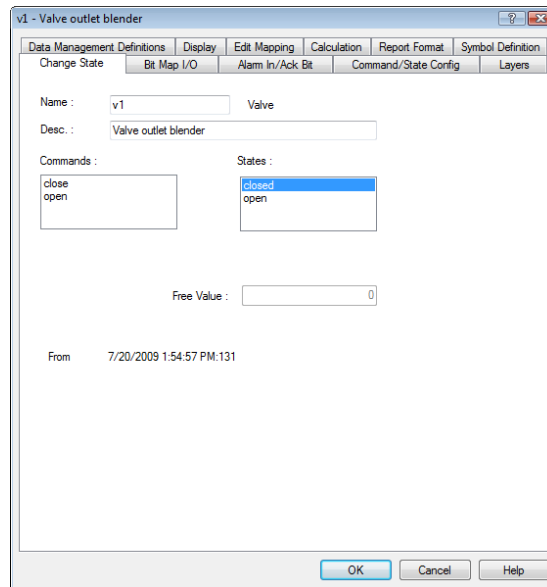 v1 - Valve outlet blender
Data Management Definitions Display Edit Mapping Calculation Report Format Symbol Definition
Change State Bit Map I/O Alarm In/Ack Bit Command/State Config Layers
Name : v1 Valve
Desc. : Valve outlet blender
Commands : States :
close closed
open open
Free Value : 0
From 7/20/2009 1:54:57 PM:131
OK Cancel Help